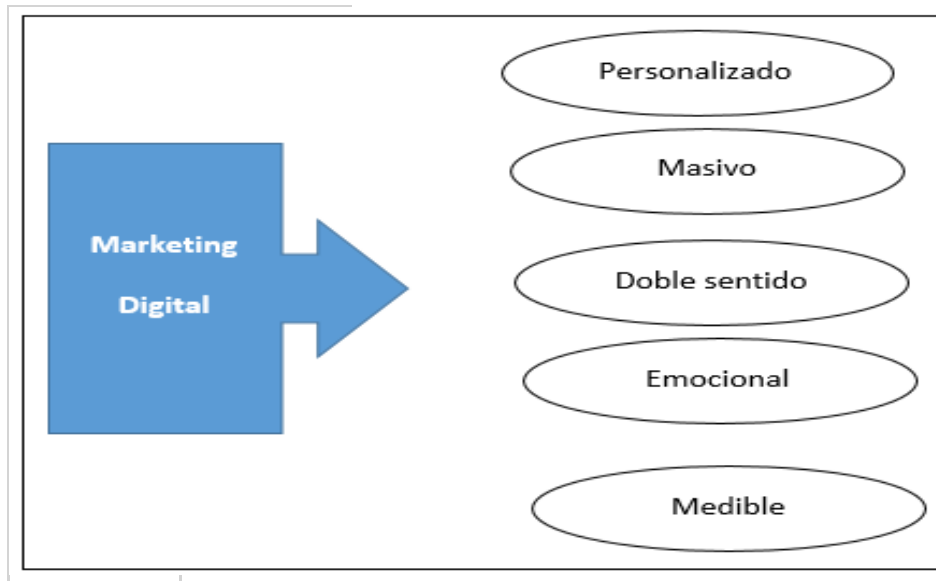 Marketing
Digital
Personalizado
Masivo
Doble sentido
Emocional
Medible